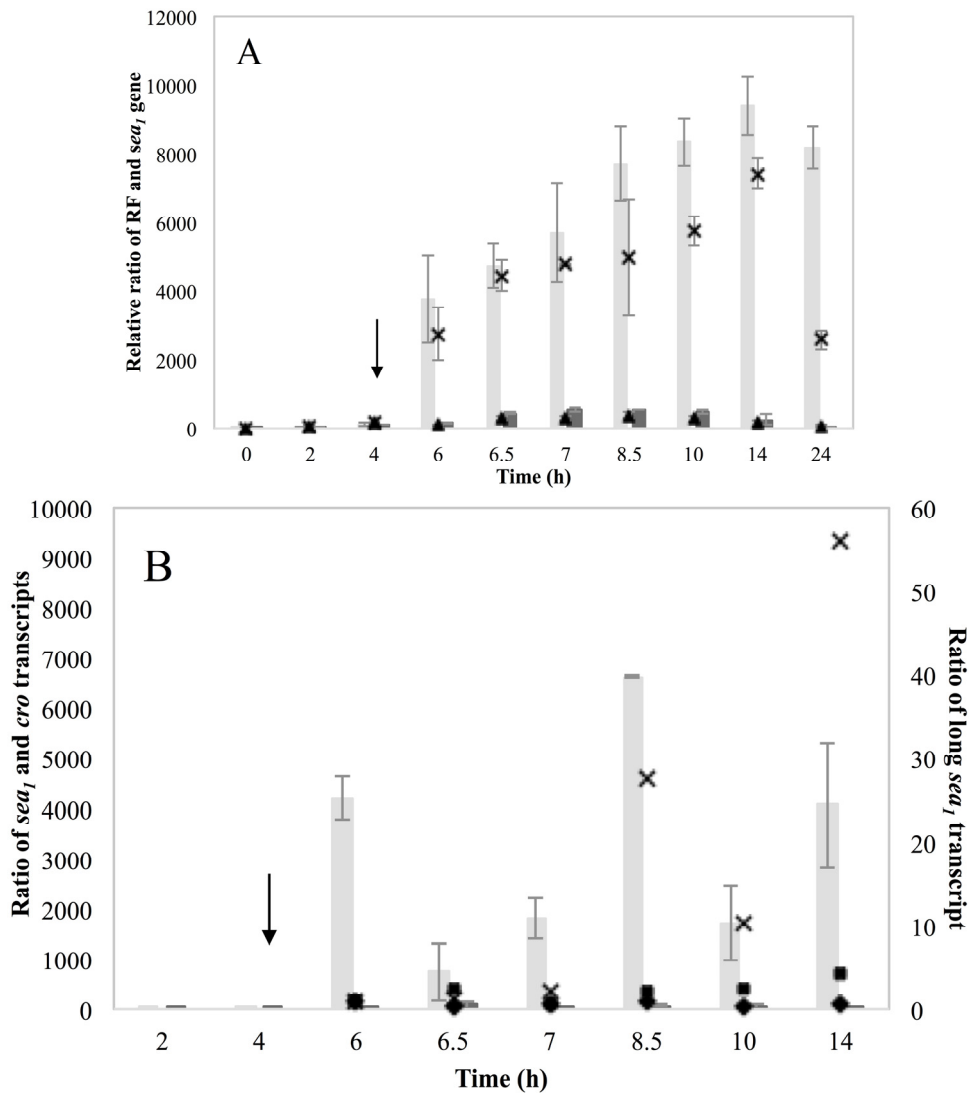 A
Relative ratio of RF and sea1 gene
12000
10000
8000
6000
4000
2000
0
0 2 4 6 6.5 7 8.5 10 14 24
Time (h)
B
Ratio of sea1 and cro transcripts
10000
9000
8000
7000
6000
5000
4000
3000
2000
1000
0
60
50
40
30
20
10
0
Ratio of long sea1 transcript
2 4 6 6.5 7 8.5 10 14
Time (h)